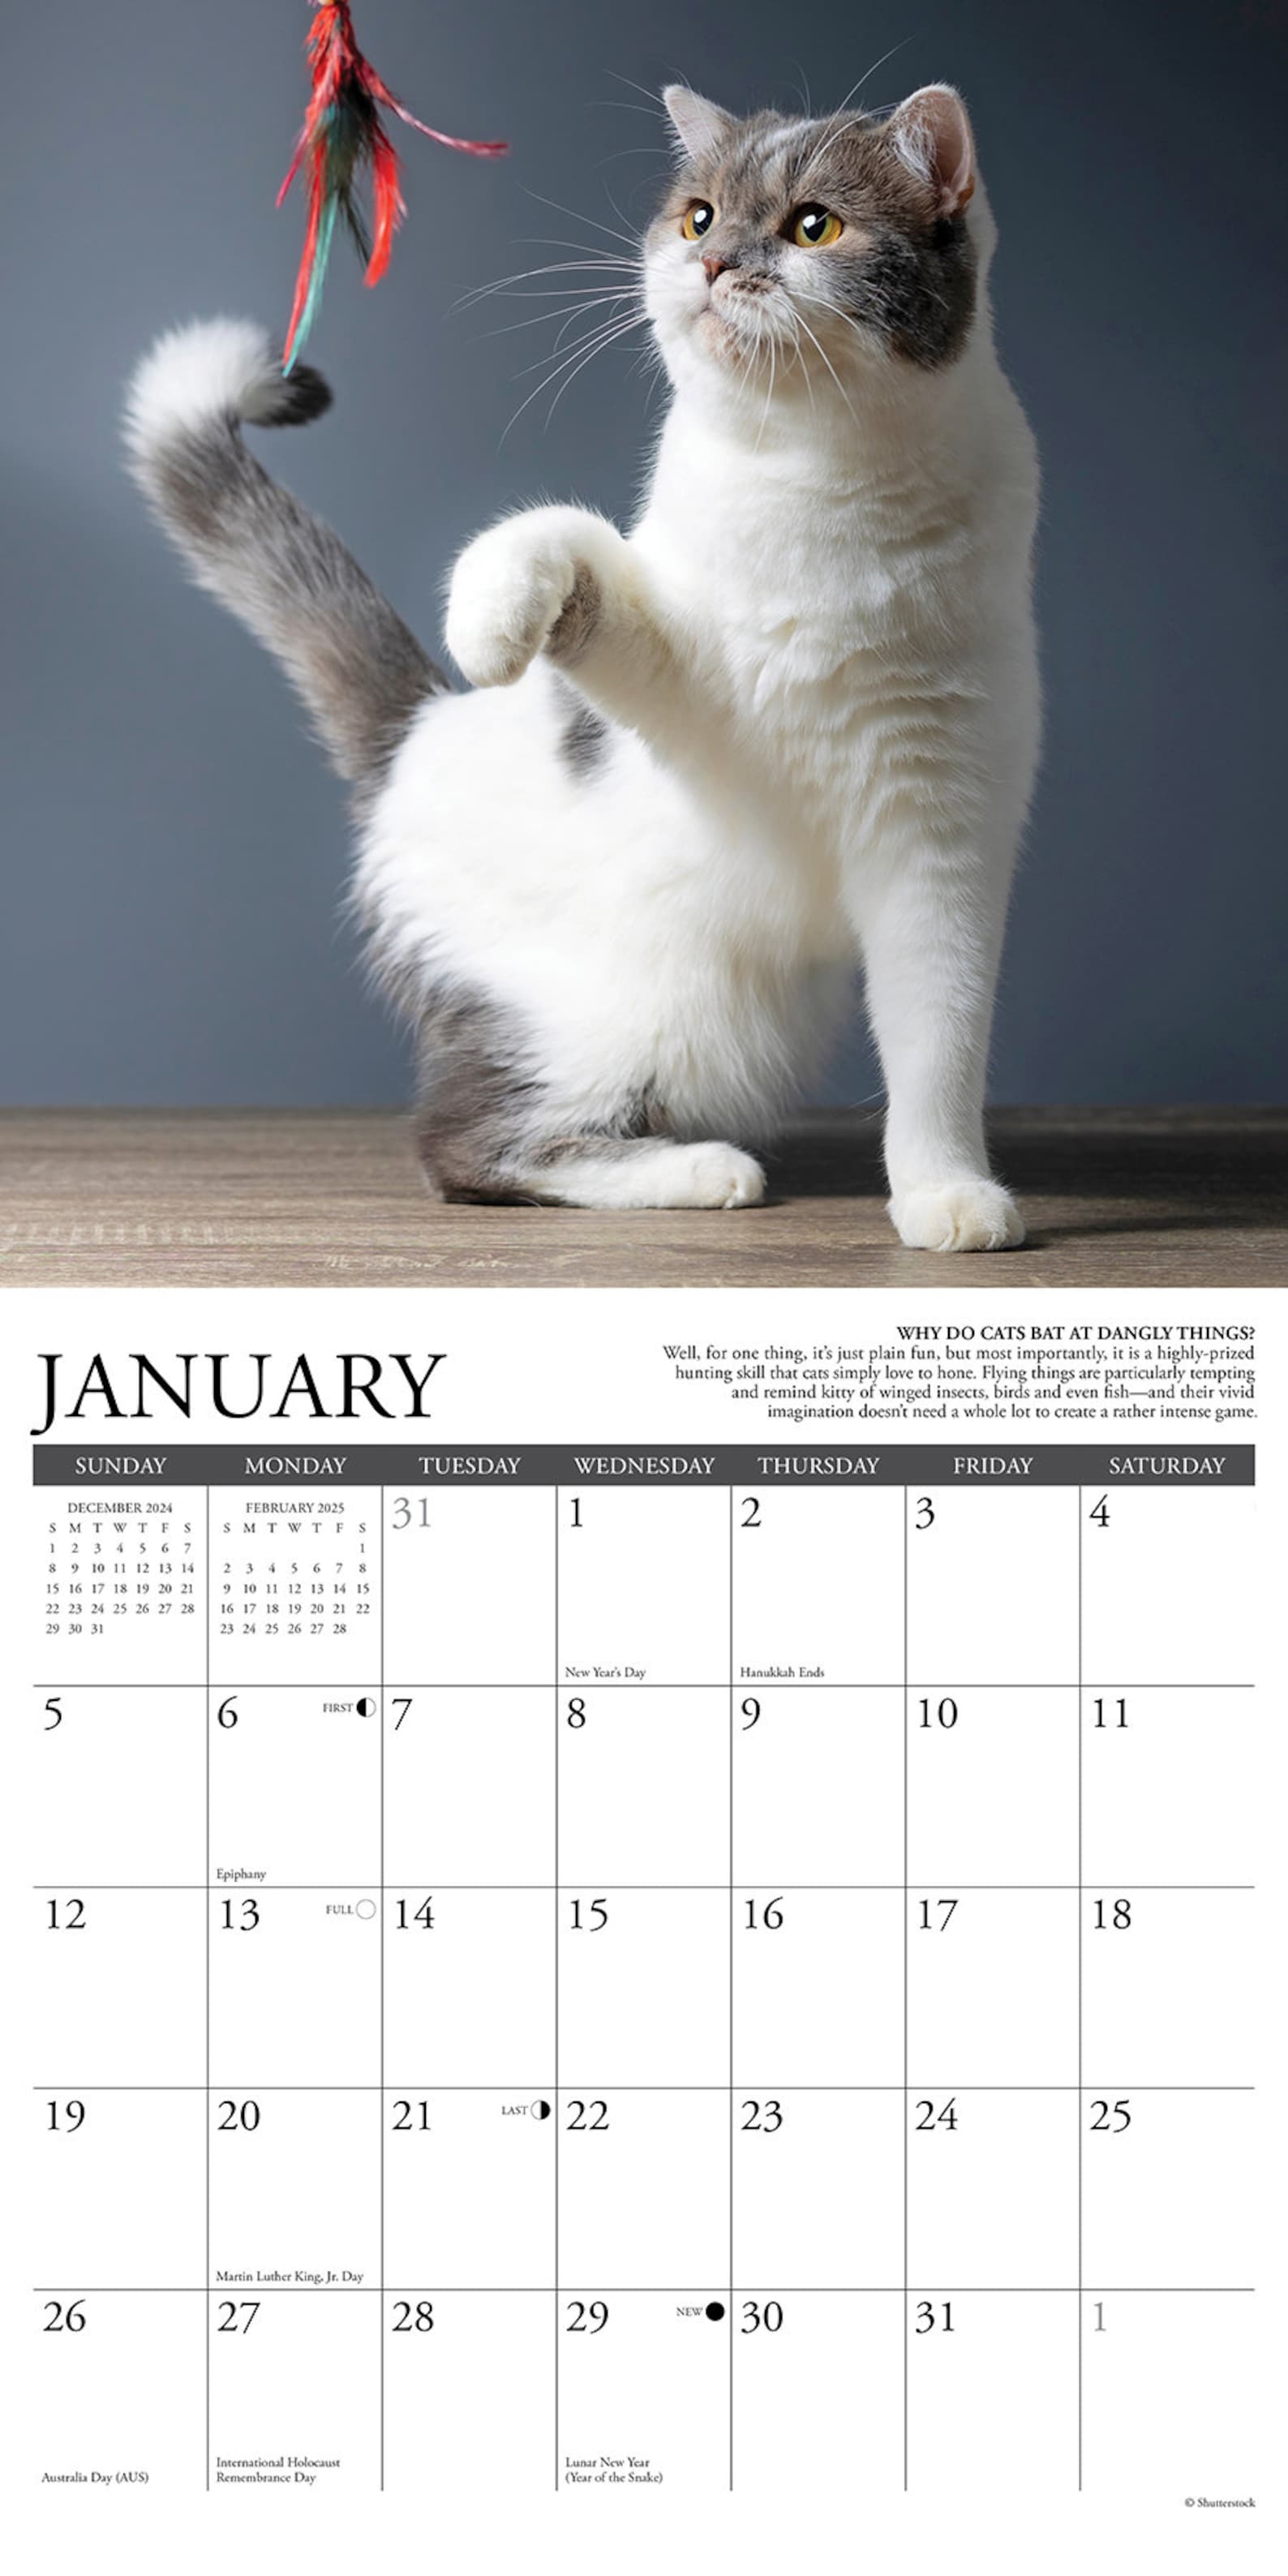 JANUARY
WHY DO CATS BAT AT DANGLY THINGS?
Well, for one thing, it's just plain fun, but most importantly, it is a highly-prized
hunting skill that cats simply love to hone. Flying things are particularly tempting
and remind kitty of winged insects, birds and even fish—and their vivid
imagination doesn't need a whole lot to create a rather intense game.
SUNDAY MONDAY TUESDAY WEDNESDAY THURSDAY FRIDAY SATURDAY
DECEMBER 2024
S M T W T F S
1 2 3 4 5 6 7
8 9 10 11 12 13 14
15 16 17 18 19 20 21
22 23 24 25 26 27 28
29 30 31
FEBRUARY 2025
S M T W T F S
1
2 3 4 5 6 7 8
9 10 11 12 13 14 15
16 17 18 19 20 21 22
23 24 25 26 27 28
31 1 2 3 4
New Year's Day Hanukkah Ends
5 6 FIRST 7 8 9 10 11
Epiphany
12 13 FULL 14 15 16 17 18
19 20 21 LAST 22 23 24 25
Martin Luther King, Jr. Day
26 27 28 29 NEW 30 31 1
Australia Day (AUS)
International Holocaust
Remembrance Day
Lunar New Year
(Year of the Snake)
© Shutterstock